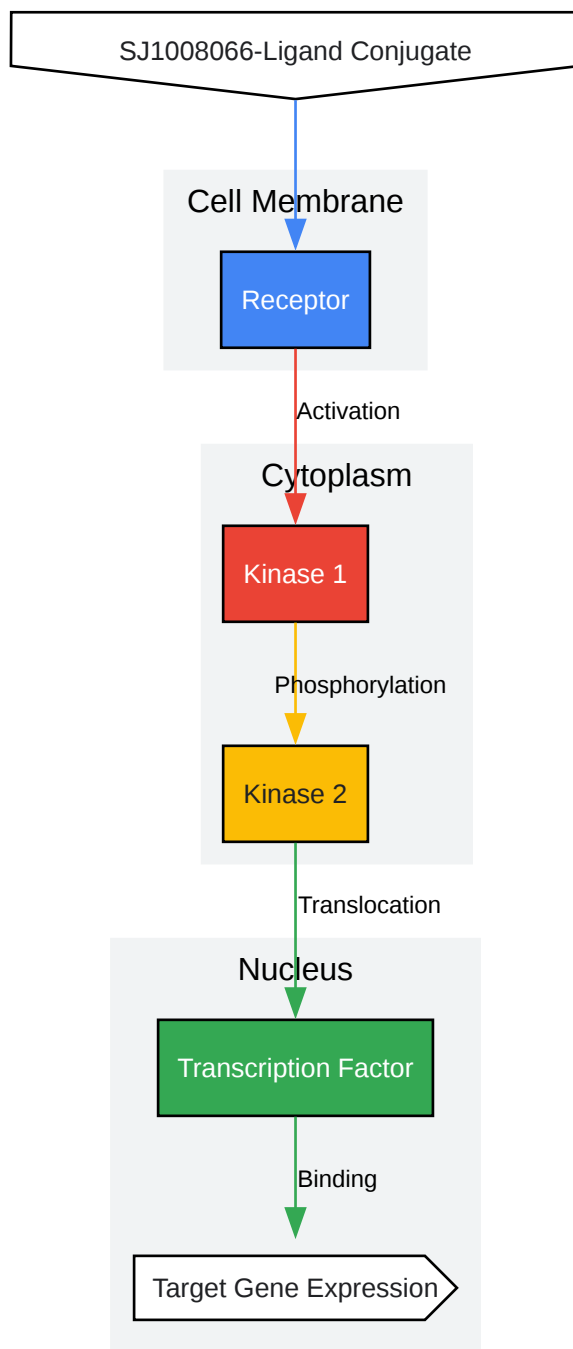 SJ1008066-Ligand Conjugate
Cell Membrane
Receptor
Activation
Cytoplasm
Kinase 1
Phosphorylation
Kinase 2
Translocation
Nucleus
Transcription Factor
Binding
Target Gene Expression